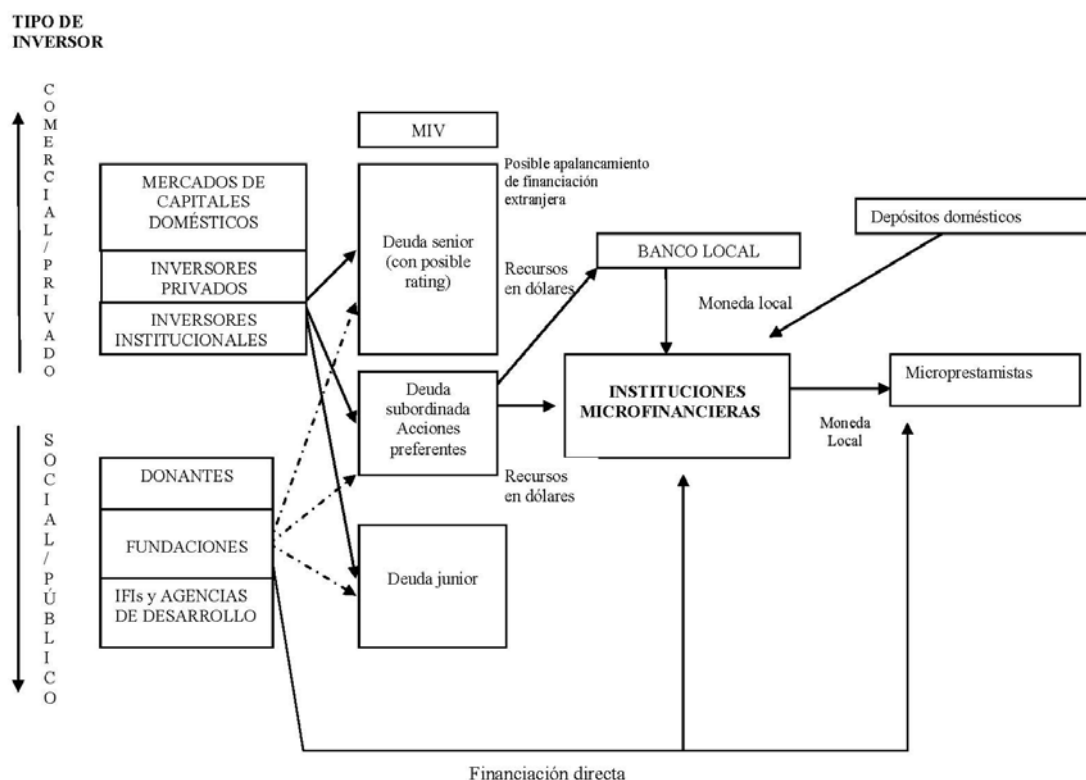 TIPO DE
INVERSOR
COMERCIAL/PRIVADO
SOCIAL/PÚBLICO
MERCADOS DE
CAPITALES
DOMÉSTICOS
INVERSORES
PRIVADOS
INVERSORES
INSTITUCIONALES
DONANTES
FUNDACIONES
IFIs y AGENCIAS
DE DESARROLLO
MIV
Deuda senior
(con posible
rating)
Deuda
subordinada
Acciones
preferentes
Deuda junior
Posible apalancamiento
de financiación
extranjera
Recursos
en dólares
Recursos
en dólares
BANCO LOCAL
Moneda local
Depósitos domésticos
INSTITUCIONES
MICROFINANCIERAS
Moneda
Local
Microprestamistas
Financiación directa